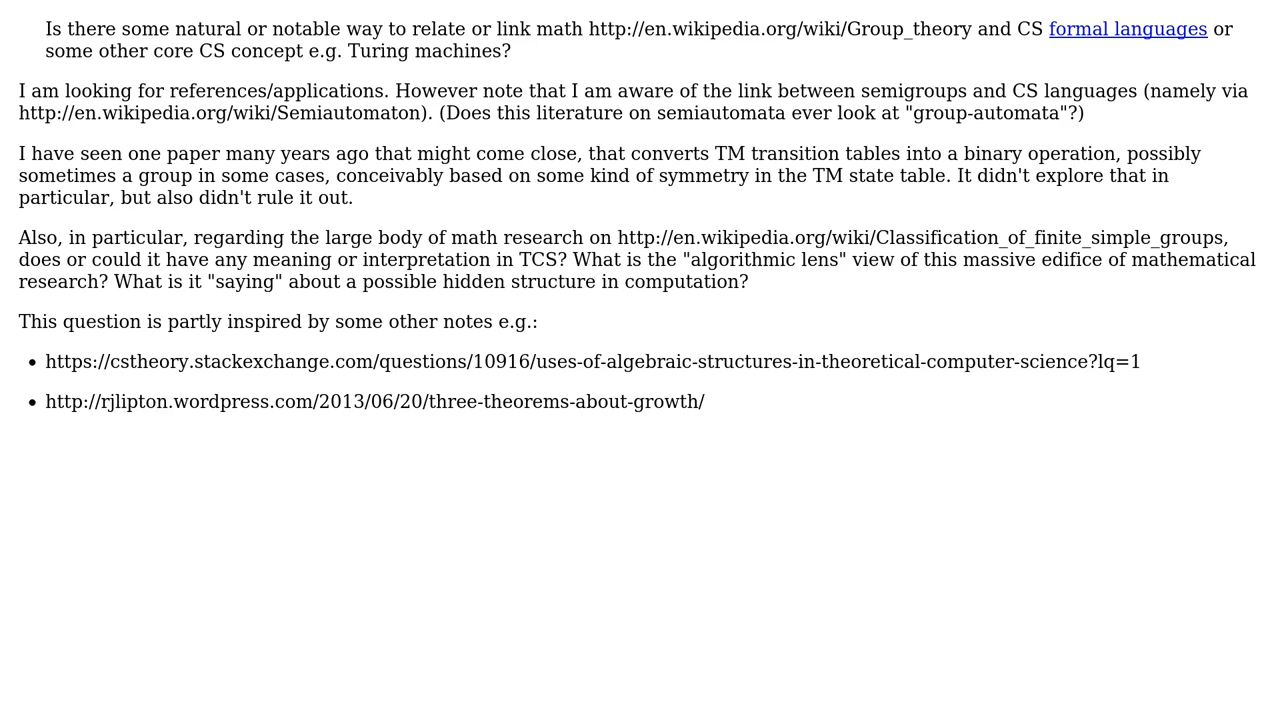 Is there some natural or notable way to relate or link math http://en.wikipedia.org/wiki/Group_theory and CS formal languages or
some other core CS concept e.g. Turing machines?
I am looking for references/applications. However note that I am aware of the link between semigroups and CS languages (namely via
http://en.wikipedia.org/wiki/Semiautomaton). (Does this literature on semiautomata ever look at "group-automata"?)
I have seen one paper many years ago that might come close, that converts TM transition tables into a binary operation, possibly
sometimes a group in some cases, conceivably based on some kind of symmetry in the TM state table. It didn't explore that in
particular, but also didn't rule it out.
Also, in particular, regarding the large body of math research on http://en.wikipedia.org/wiki/Classification_of_finite_simple_groups,
does or could it have any meaning or interpretation in TCS? What is the "algorithmic lens" view of this massive edifice of mathematical
research? What is it "saying" about a possible hidden structure in computation?
This question is partly inspired by some other notes e.g.:
• https://cstheory.stackexchange.com/questions/10916/uses-of-algebraic-structures-in-theoretical-computer-science?lq=1
• http://rjlipton.wordpress.com/2013/06/20/three-theorems-about-growth/